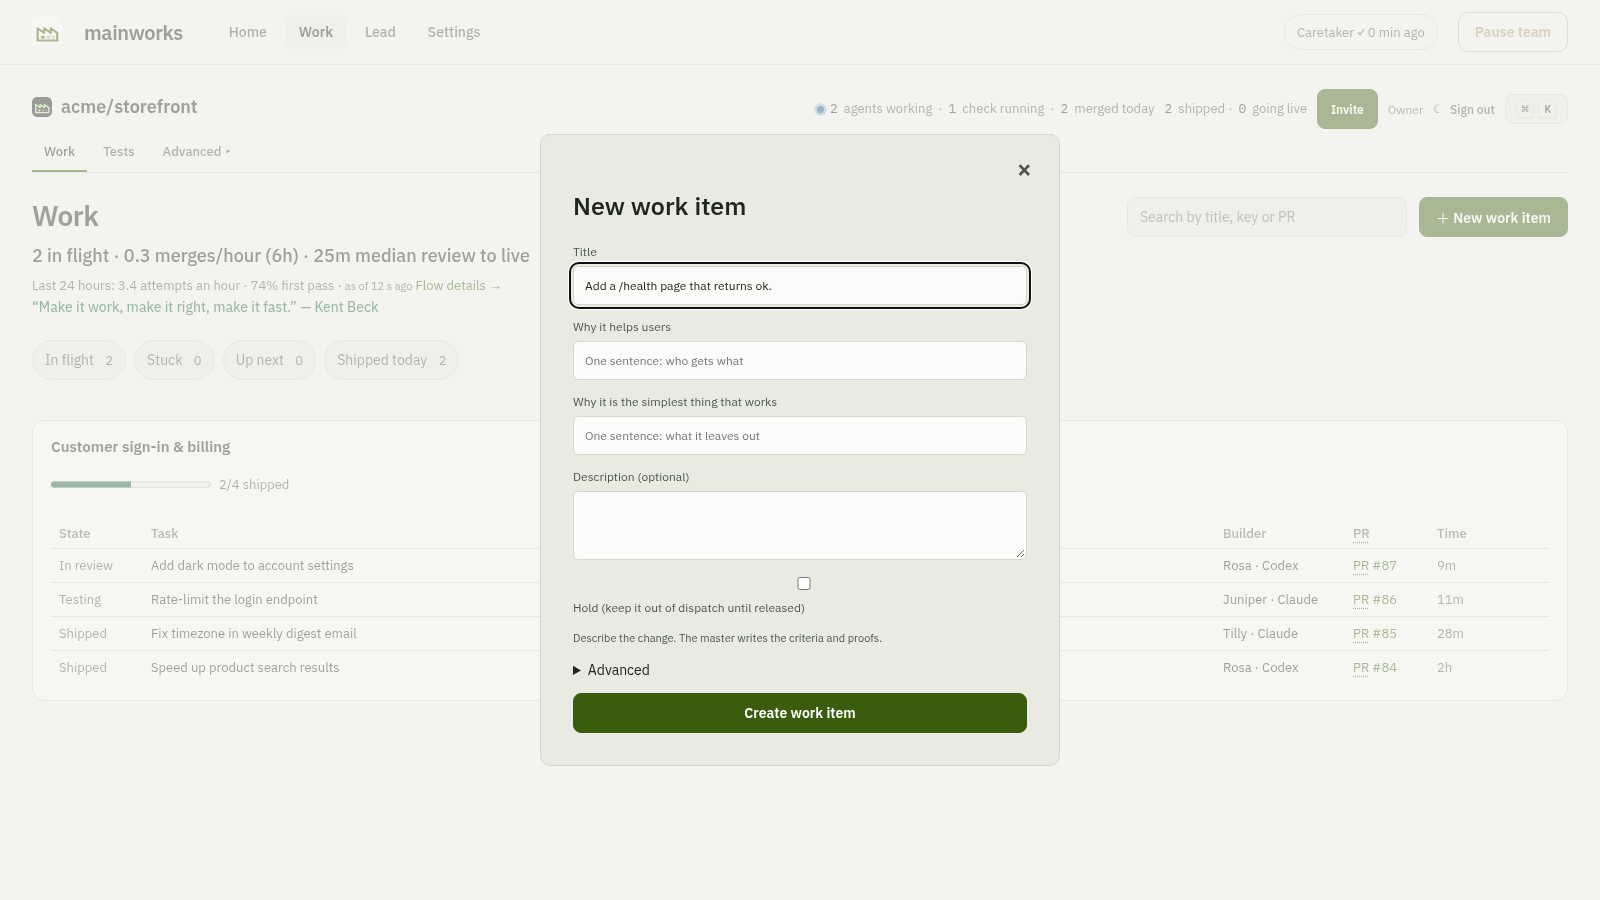 mainworks
Home
Work
Lead
Settings
Caretaker ✓ 0 min ago
Pause team
acme/storefront
2 agents working · 1 check running · 2 merged today 2 shipped · 0 going live
Invite
Owner
☾
Sign out
⌘ K
Work
Tests
Advanced ▸
Work
Search by title, key or PR
+ New work item
2 in flight · 0.3 merges/hour (6h) · 25m median review to live
Last 24 hours: 3.4 attempts an hour · 74% first pass · as of 12 s ago Flow details →
“Make it work, make it right, make it fast.” — Kent Beck
In flight 2
Stuck 0
Up next 0
Shipped today 2
Customer sign-in & billing
2/4 shipped
State Task Builder PR Time
In review Add dark mode to account settings Rosa · Codex PR #87 9m
Testing Rate-limit the login endpoint Juniper · Claude PR #86 11m
Shipped Fix timezone in weekly digest email Tilly · Claude PR #85 28m
Shipped Speed up product search results Rosa · Codex PR #84 2h
×
New work item
Title
Add a /health page that returns ok.
Why it helps users
One sentence: who gets what
Why it is the simplest thing that works
One sentence: what it leaves out
Description (optional)
Hold (keep it out of dispatch until released)
Describe the change. The master writes the criteria and proofs.
▶ Advanced
Create work item